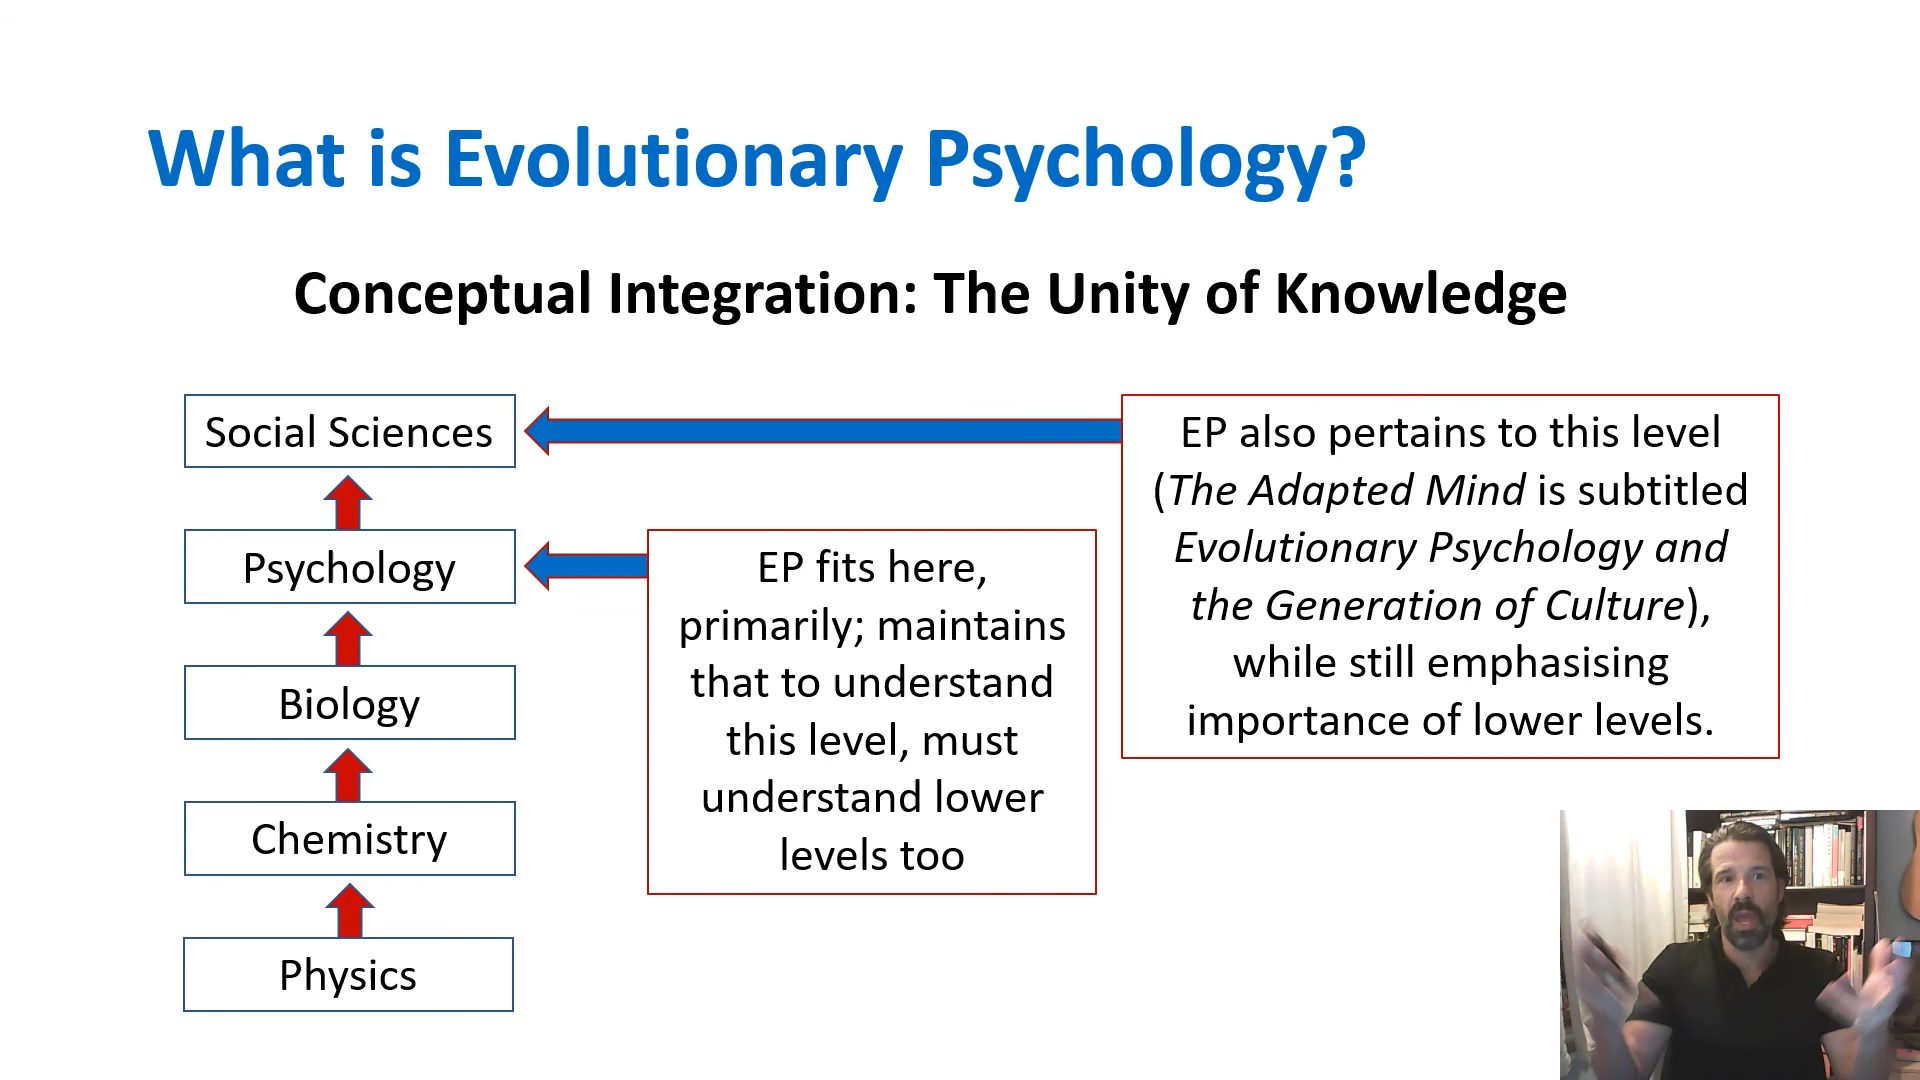 What is Evolutionary Psychology?
Conceptual Integration: The Unity of Knowledge
Social Sciences
Psychology
Biology
Chemistry
Physics
EP fits here,
primarily; maintains
that to understand
this level, must
understand lower
levels too
EP also pertains to this level
(The Adapted Mind is subtitled
Evolutionary Psychology and
the Generation of Culture),
while still emphasising
importance of lower levels.